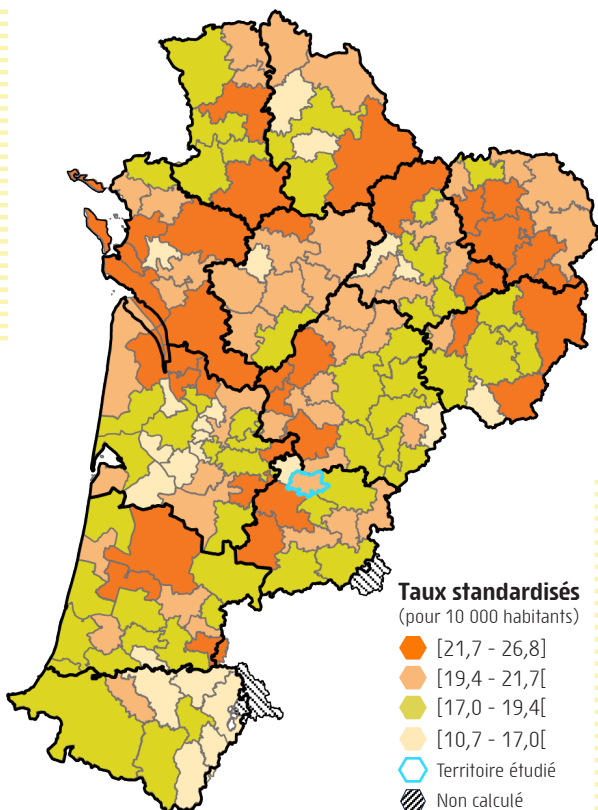 Taux standardisés
(pour 10 000 habitants)
[21,7 - 26,8]
[19,4 - 21,7[
[17,0 - 19,4[
[10,7 - 17,0[
Territoire étudié
Non calculé